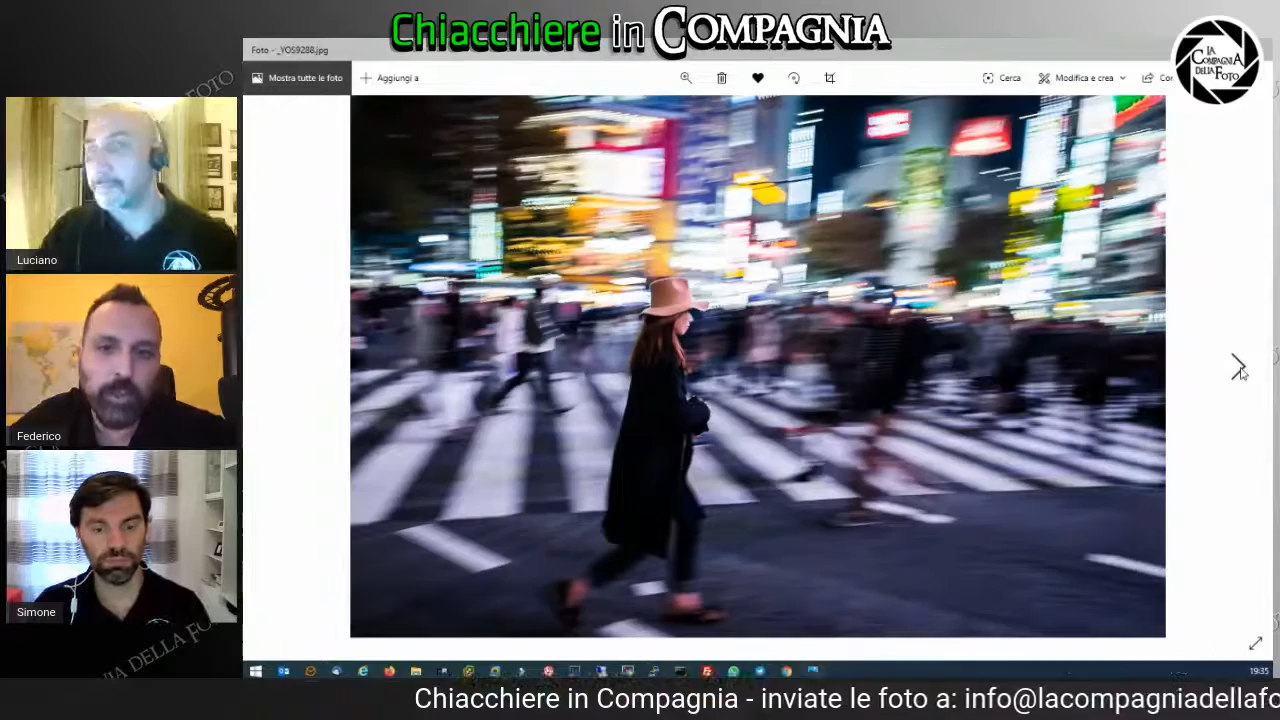 Chiacchiere in COMPAGNIA
Foto - _YOS9288.jpg
Mostra tutte le foto
Aggiungi a
Cerca
Modifica e crea
Con
LA COMPAGNIA DELLA FOTO
Luciano
Federico
Simone
19:35
Chiacchiere in Compagnia - inviate le foto a: info@lacompagniadellafo